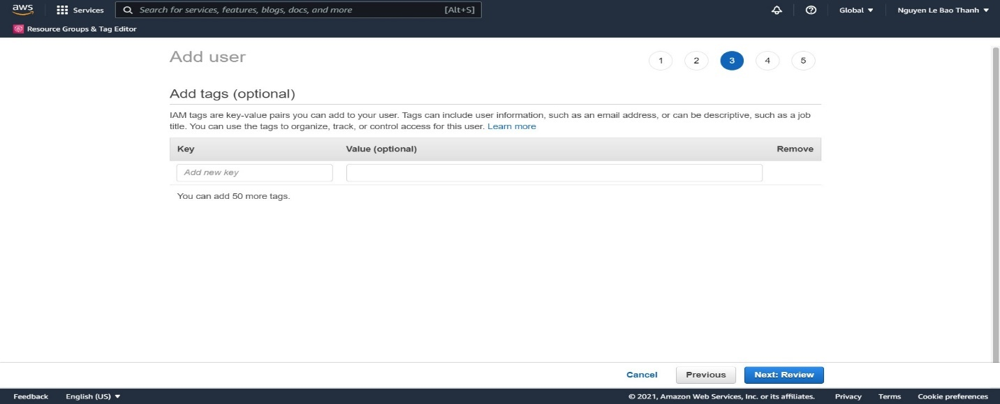 aws Services Search for services, features, blogs, docs, and more [Alt+S] Global Nguyen Le Bao Thanh
Resource Groups & Tag Editor
Add user 1 2 3 4 5
Add tags (optional)
IAM tags are key-value pairs you can add to your user. Tags can include user information, such as an email address, or can be descriptive, such as a job
title. You can use the tags to organize, track, or control access for this user. Learn more
Key Value (optional) Remove
Add new key
You can add 50 more tags.
Cancel Previous Next: Review
Feedback English (US) © 2021, Amazon Web Services, Inc. or its affiliates. Privacy Terms Cookie preferences